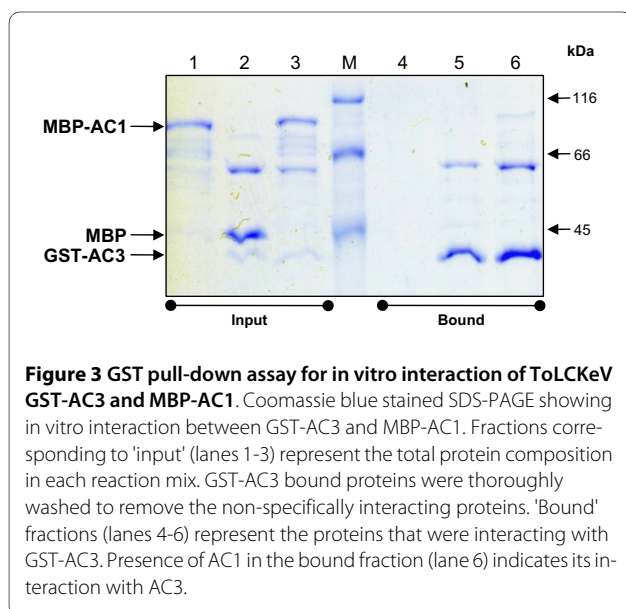 kDa
1 2 3 M 4 5 6
116
MBP-AC1
66
MBP
45
GST-AC3
Input Bound
Figure 3 GST pull-down assay for in vitro interaction of ToLCKeV
GST-AC3 and MBP-AC1. Coomassie blue stained SDS-PAGE showing
in vitro interaction between GST-AC3 and MBP-AC1. Fractions corre-
sponding to 'input' (lanes 1-3) represent the total protein composition
in each reaction mix. GST-AC3 bound proteins were thoroughly
washed to remove the non-specifically interacting proteins. 'Bound'
fractions (lanes 4-6) represent the proteins that were interacting with
GST-AC3. Presence of AC1 in the bound fraction (lane 6) indicates its in-
teraction with AC3.